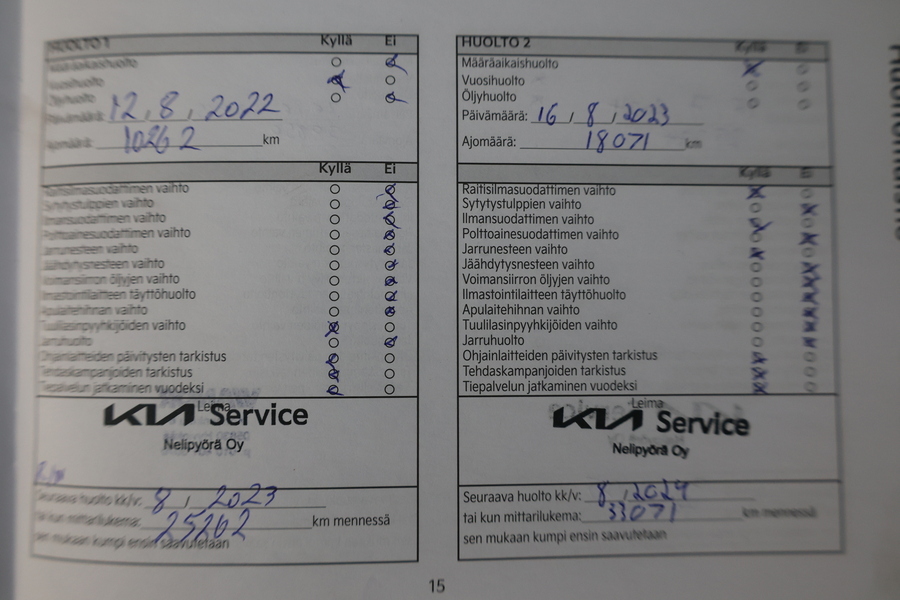 HUOLTO 1 Kyllä Ei
Määräaikaishuolto
Vuosihuolto
Öljyhuolto
Päivämäärä: 12, 8, 2022
Ajomäärä: 10262 km
Kyllä Ei
Raitisilmasuodattimen vaihto
Sytytystulppien vaihto
Ilmansuodattimen vaihto
Polttoainesuodattimen vaihto
Jarrunesteen vaihto
Jäähdytysnesteen vaihto
Voimansiirron öljyjen vaihto
Ilmastointilaitteen täyttöhuolto
Apulaitehihnan vaihto
Tuulilasinpyyhkijöiden vaihto
Jarruhuolto
Ohjainlaitteiden päivitysten tarkistus
Tehdaskampanjoiden tarkistus
Tiepalvelun jatkaminen vuodeksi
Leima
KIA Service
Nelipyörä Oy
Seuraava huolto kk/v: 8, 2023
tai kun mittarilukema: 25262 km mennessä
sen mukaan kumpi ensin saavutetaan
HUOLTO 2 Kyllä Ei
Määräaikaishuolto
Vuosihuolto
Öljyhuolto
Päivämäärä: 16, 8, 2023
Ajomäärä: 18071 km
Kyllä Ei
Raitisilmasuodattimen vaihto
Sytytystulppien vaihto
Ilmansuodattimen vaihto
Polttoainesuodattimen vaihto
Jarrunesteen vaihto
Jäähdytysnesteen vaihto
Voimansiirron öljyjen vaihto
Ilmastointilaitteen täyttöhuolto
Apulaitehihnan vaihto
Tuulilasinpyyhkijöiden vaihto
Jarruhuolto
Ohjainlaitteiden päivitysten tarkistus
Tehdaskampanjoiden tarkistus
Tiepalvelun jatkaminen vuodeksi
Leima
KIA Service
Nelipyörä Oy
Seuraava huolto kk/v: 8, 2024
tai kun mittarilukema: 33071 km mennessä
sen mukaan kumpi ensin saavutetaan
15